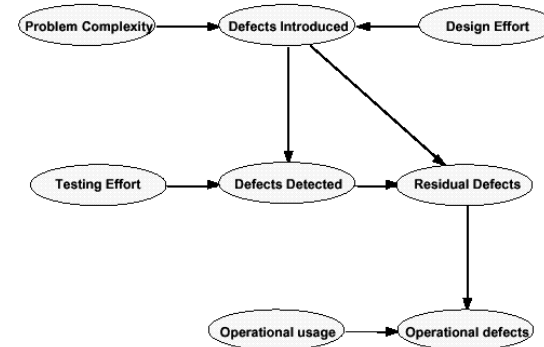 Problem Complexity
Defects Introduced
Design Effort
Testing Effort
Defects Detected
Residual Defects
Operational usage
Operational defects